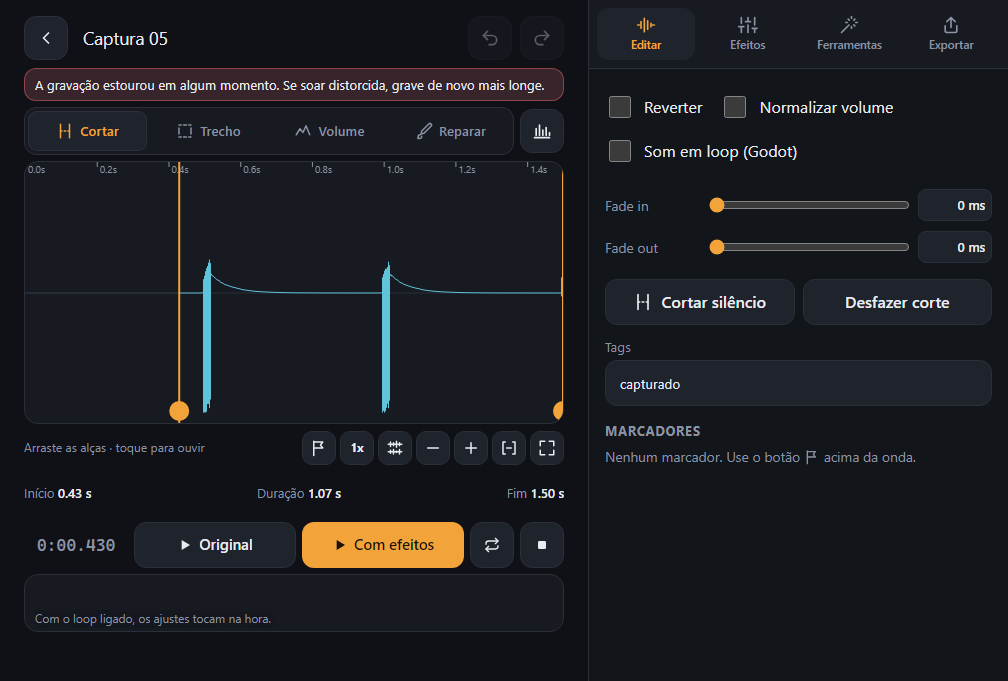 Captura 05
A gravação estourou em algum momento. Se soar distorcida, grave de novo mais longe.
Cortar Trecho Volume Reparar
0.0s 0.2s 0.4s 0.6s 0.8s 1.0s 1.2s 1.4s
Arraste as alças · toque para ouvir 1x
Início 0.43 s Duração 1.07 s Fim 1.50 s
0:00.430 Original Com efeitos
Com o loop ligado, os ajustes tocam na hora.
Editar Efeitos Ferramentas Exportar
Reverter Normalizar volume
Som em loop (Godot)
Fade in 0 ms
Fade out 0 ms
Cortar silêncio Desfazer corte
Tags
capturado
MARCADORES
Nenhum marcador. Use o botão acima da onda.